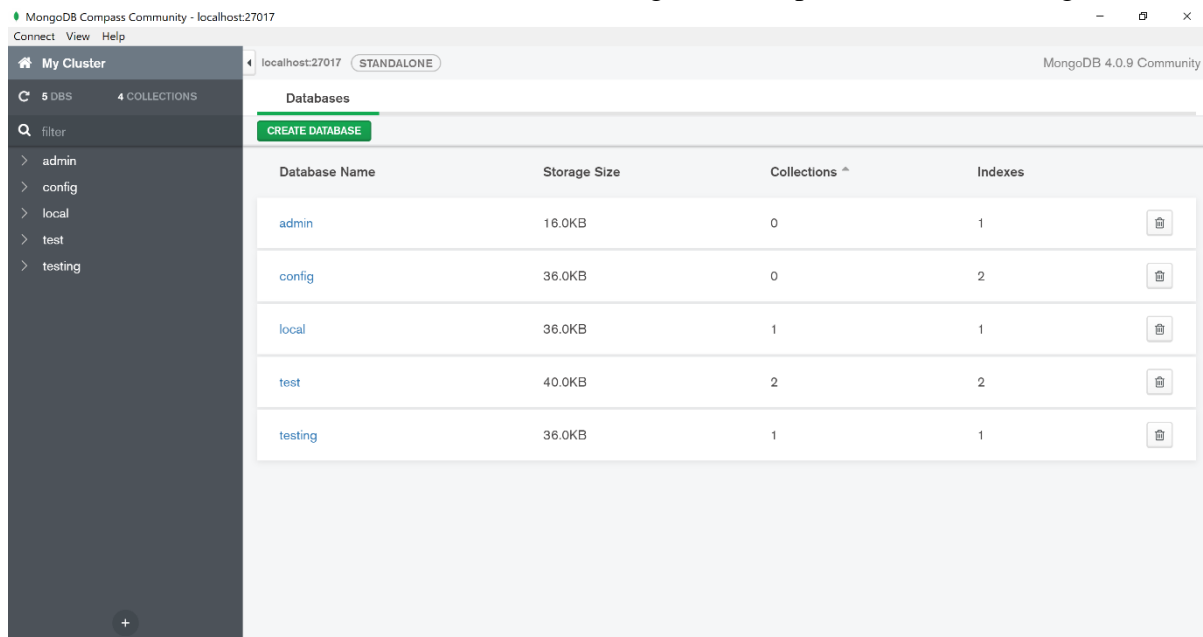 MongoDB Compass Community - localhost:27017
Connect View Help
My Cluster
localhost:27017 STANDALONE
MongoDB 4.0.9 Community
5 DBS 4 COLLECTIONS
Databases
filter
CREATE DATABASE
admin
config
local
test
testing
Database Name Storage Size Collections Indexes
admin 16.0KB 0 1
config 36.0KB 0 2
local 36.0KB 1 1
test 40.0KB 2 2
testing 36.0KB 1 1